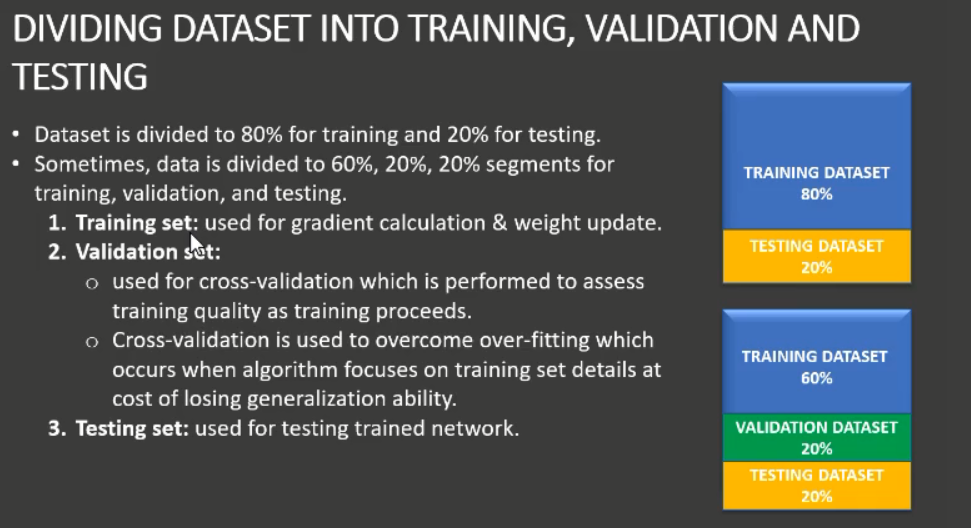 DIVIDING DATASET INTO TRAINING, VALIDATION AND
TESTING
• Dataset is divided to 80% for training and 20% for testing.
• Sometimes, data is divided to 60%, 20%, 20% segments for
training, validation, and testing.
1. Training set: used for gradient calculation & weight update.
2. Validation set:
o used for cross-validation which is performed to assess
training quality as training proceeds.
o Cross-validation is used to overcome over-fitting which
occurs when algorithm focuses on training set details at
cost of losing generalization ability.
3. Testing set: used for testing trained network.
TRAINING DATASET
80%
TESTING DATASET
20%
TRAINING DATASET
60%
VALIDATION DATASET
20%
TESTING DATASET
20%